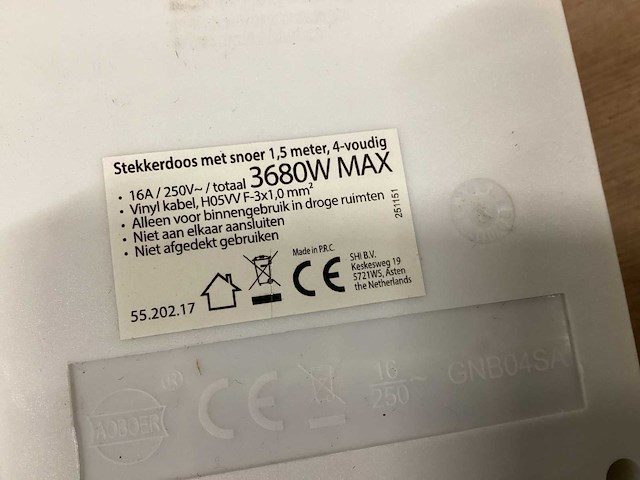 Stekkerdoos met snoer 1,5 meter, 4-voudig
• 16A / 250V~ / totaal 3680W MAX
• Vinyl kabel, H05VV F-3x1,0 mm²
• Alleen voor binnengebruik in droge ruimten
• Niet aan elkaar aansluiten
• Niet afgedekt gebruiken
251151
55.202.17
Made in P.R.C.
CE
SHI B.V.
Keskesweg 19
5721WS, Asten
the Netherlands
AOBOER
CE
16
250~
GNB04SA